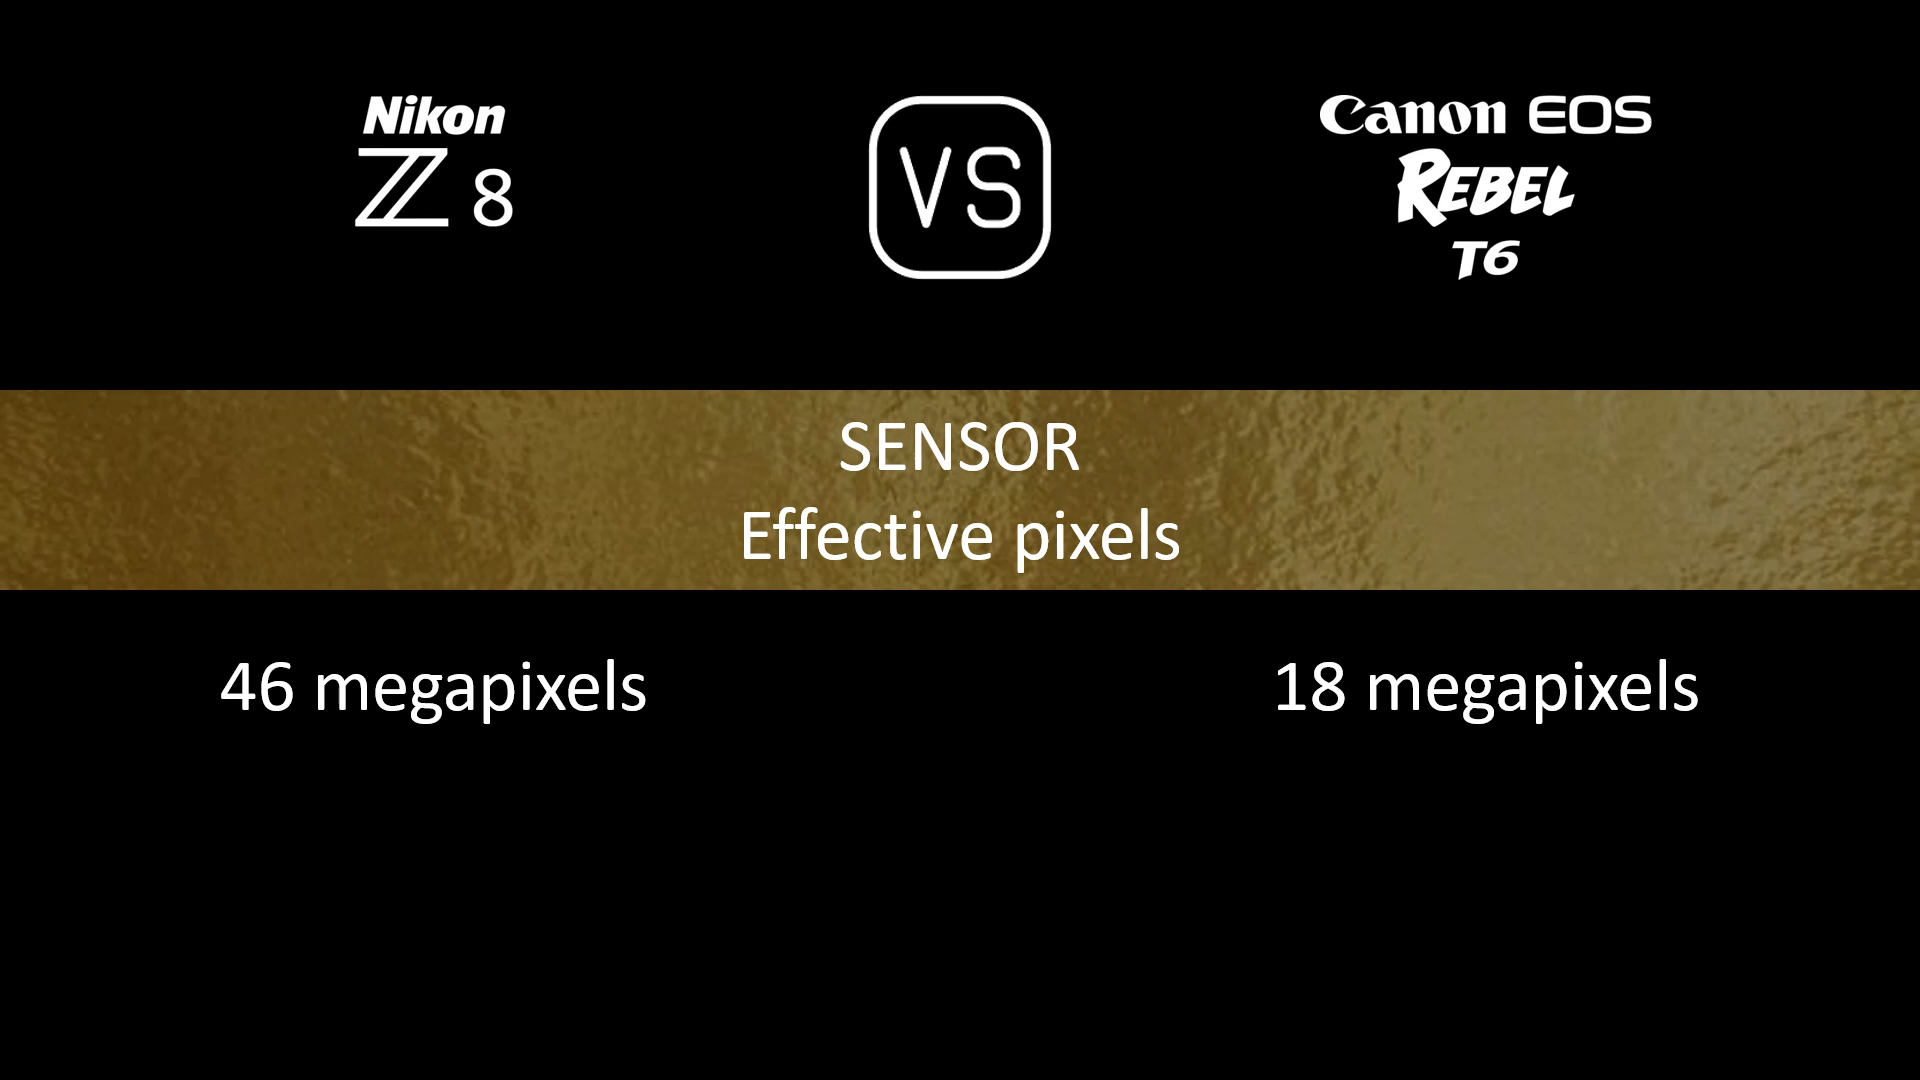 Nikon
Z 8
VS
Canon EOS
REBEL
T6
SENSOR
Effective pixels
46 megapixels
18 megapixels